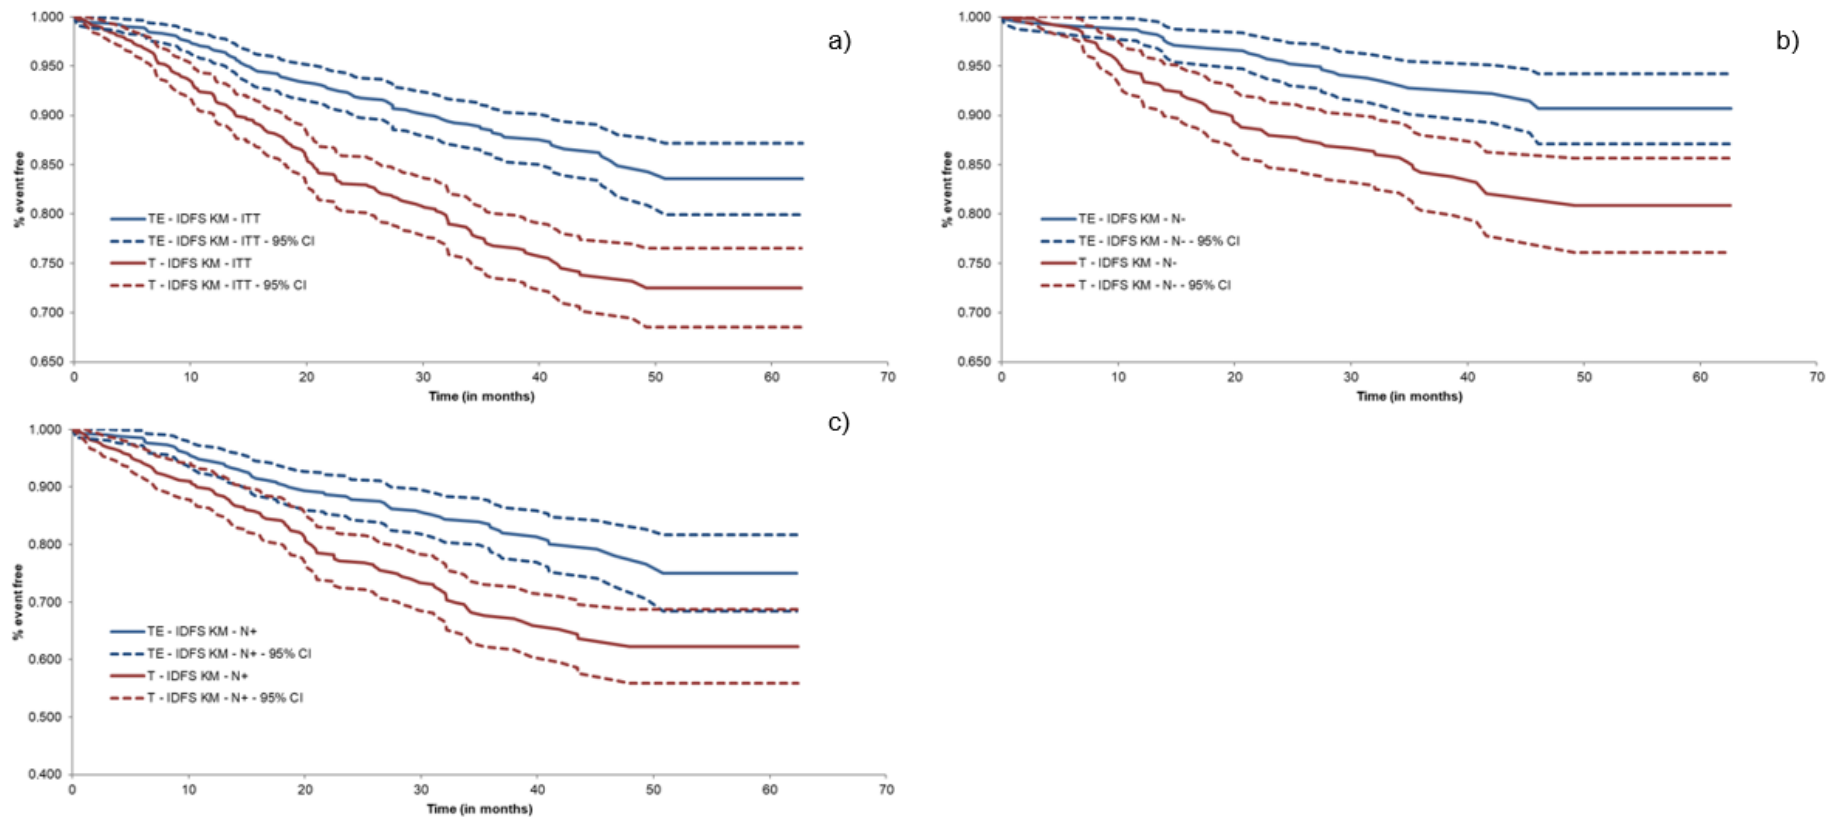 a)
1.000
0.950
0.900
0.850
0.800
0.750
0.700
0.650
% event free
TE - IDFS KM - ITT
TE - IDFS KM - ITT - 95% CI
T - IDFS KM - ITT
T - IDFS KM - ITT - 95% CI
0 10 20 30 40 50 60 70
Time (in months)
b)
1.000
0.950
0.900
0.850
0.800
0.750
0.700
0.650
% event free
TE - IDFS KM - N-
TE - IDFS KM - N- - 95% CI
T - IDFS KM - N-
T - IDFS KM - N- - 95% CI
0 10 20 30 40 50 60 70
Time (in months)
c)
1.000
0.900
0.800
0.700
0.600
0.500
0.400
% event free
TE - IDFS KM - N+
TE - IDFS KM - N+ - 95% CI
T - IDFS KM - N+
T - IDFS KM - N+ - 95% CI
0 10 20 30 40 50 60 70
Time (in months)